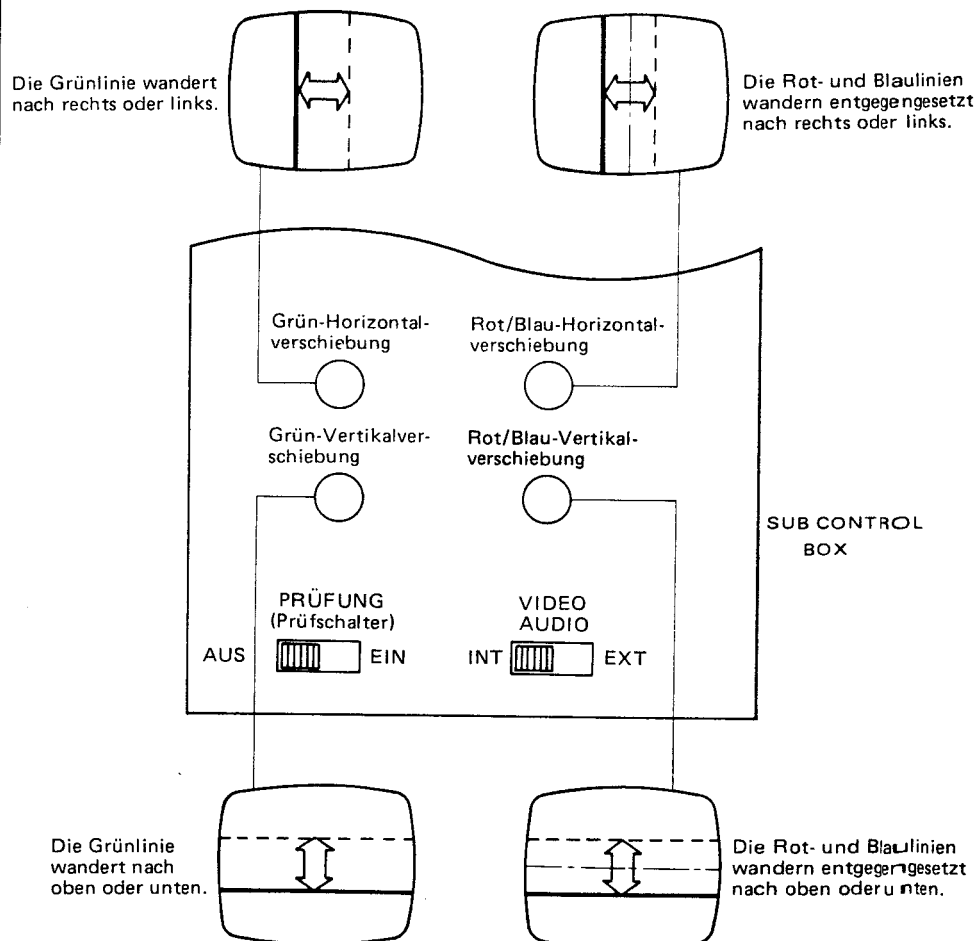 Die Grünlinie wandert
nach rechts oder links.
Die Rot- und Blaulinien
wandern entgegengesetzt
nach rechts oder links.
Grün-Horizontal-
verschiebung
Rot/Blau-Horizontal-
verschiebung
Grün-Vertikalver-
schiebung
Rot/Blau-Vertikal-
verschiebung
SUB CONTROL
BOX
PRÜFUNG
(Prüfschalter)
AUS
EIN
VIDEO
AUDIO
INT
EXT
Die Grünlinie
wandert nach
oben oder unten.
Die Rot- und Blaulinien
wandern entgegengesetzt
nach oben oder unten.